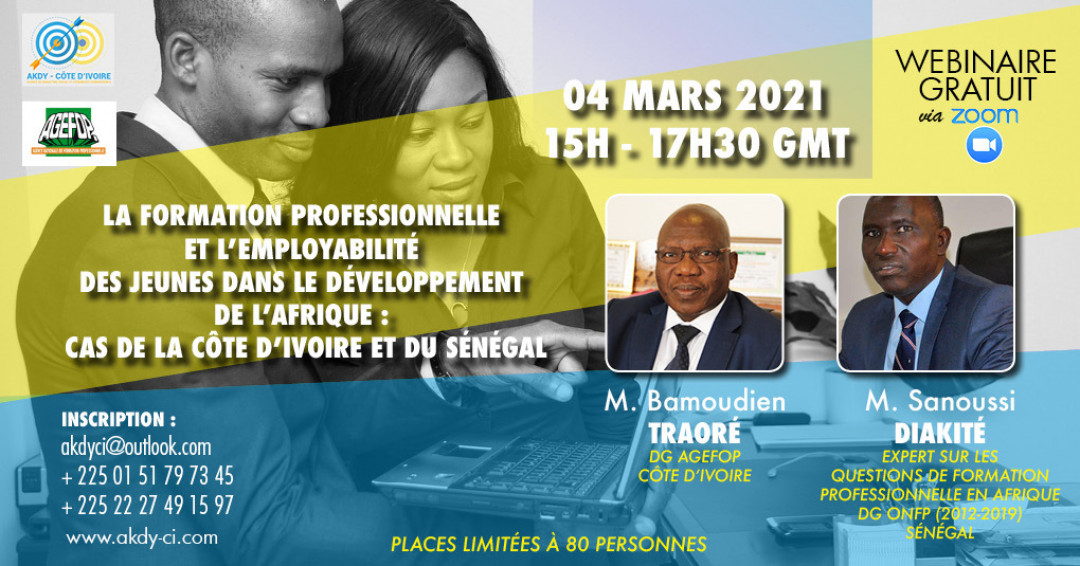 AKDY - CÔTE D'IVOIRE
AGEFOP
04 MARS 2021
15H - 17H30 GMT
WEBINAIRE
GRATUIT
via zoom
LA FORMATION PROFESSIONNELLE
ET L'EMPLOYABILITÉ
DES JEUNES DANS LE DÉVELOPPEMENT
DE L'AFRIQUE :
CAS DE LA CÔTE D'IVOIRE ET DU SÉNÉGAL
M. Bamoudien
TRAORÉ
DG AGEFOP
CÔTE D'IVOIRE
M. Sanoussi
DIAKITÉ
EXPERT SUR LES
QUESTIONS DE FORMATION
PROFESSIONNELLE EN AFRIQUE
DG ONFP (2012-2019)
SÉNÉGAL
INSCRIPTION :
akdyci@outlook.com
+ 225 01 51 79 73 45
+ 225 22 27 49 15 97
www.akdy-ci.com
PLACES LIMITÉES À 80 PERSONNES